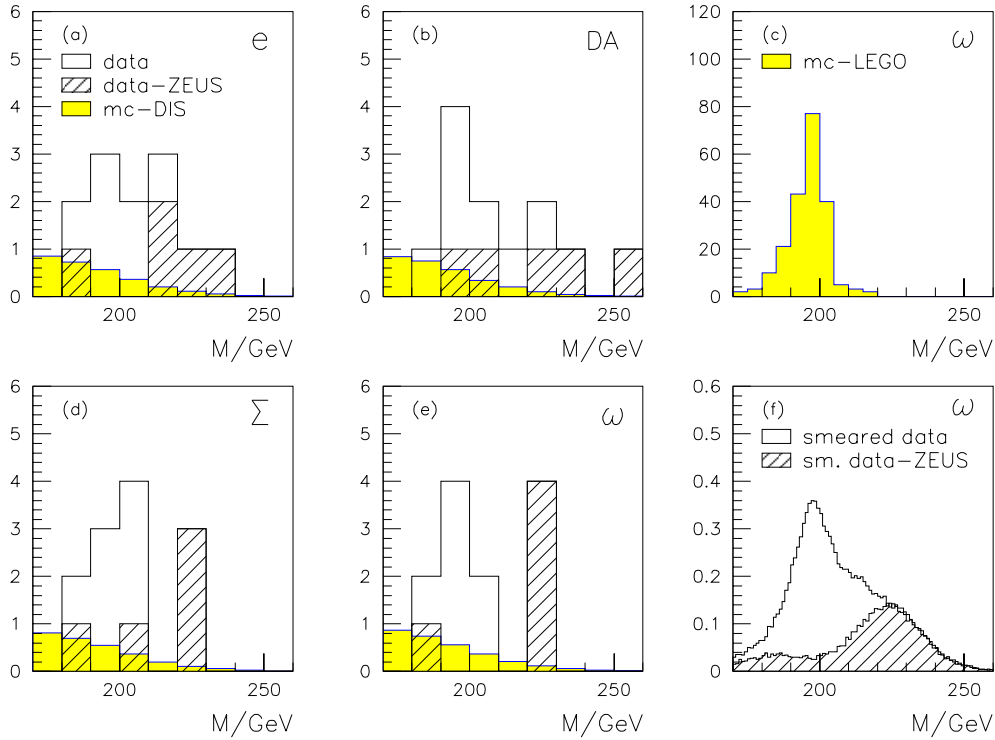 (a) e
data
data-ZEUS
mc-DIS
6
5
4
3
2
1
0
200 250
M/GeV
(b) DA
6
5
4
3
2
1
0
200 250
M/GeV
(c) ω
mc-LEGO
120
100
80
60
40
20
0
200 250
M/GeV
(d) Σ
6
5
4
3
2
1
0
200 250
M/GeV
(e) ω
6
5
4
3
2
1
0
200 250
M/GeV
(f) ω
smeared data
sm. data-ZEUS
0.6
0.5
0.4
0.3
0.2
0.1
0
200 250
M/GeV